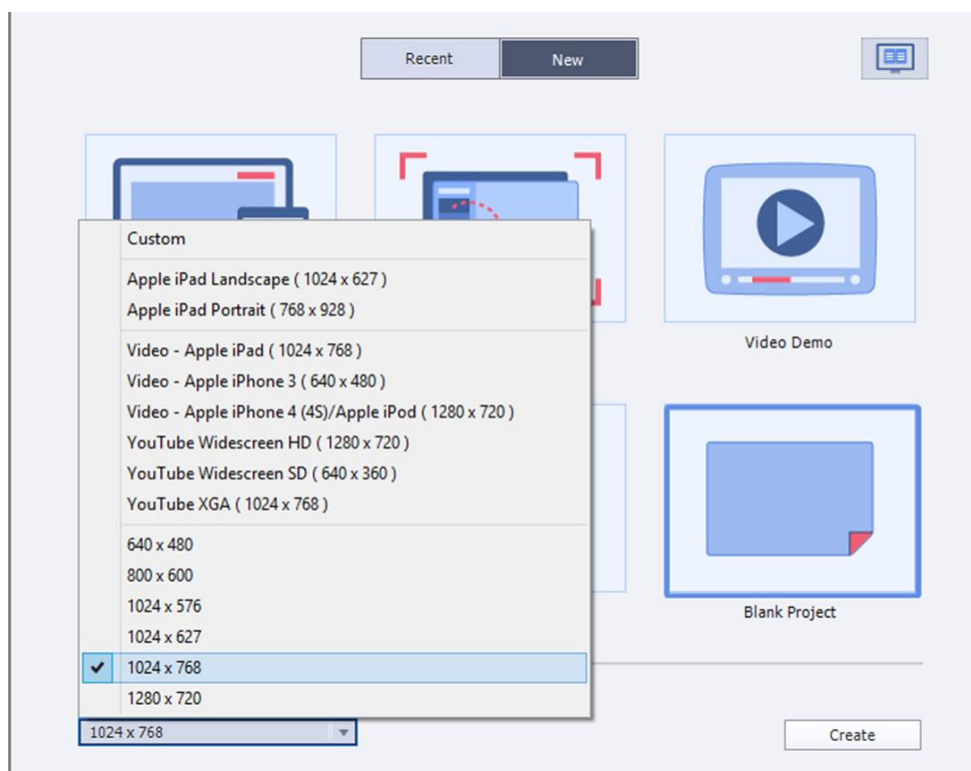 Recent New
Custom
Apple iPad Landscape ( 1024 x 627 )
Apple iPad Portrait ( 768 x 928 )
Video - Apple iPad ( 1024 x 768 )
Video - Apple iPhone 3 ( 640 x 480 )
Video - Apple iPhone 4 (4S)/Apple iPod ( 1280 x 720 )
YouTube Widescreen HD ( 1280 x 720 )
YouTube Widescreen SD ( 640 x 360 )
YouTube XGA ( 1024 x 768 )
640 x 480
800 x 600
1024 x 576
1024 x 627
1024 x 768
1280 x 720
Video Demo
Blank Project
1024 x 768
Create